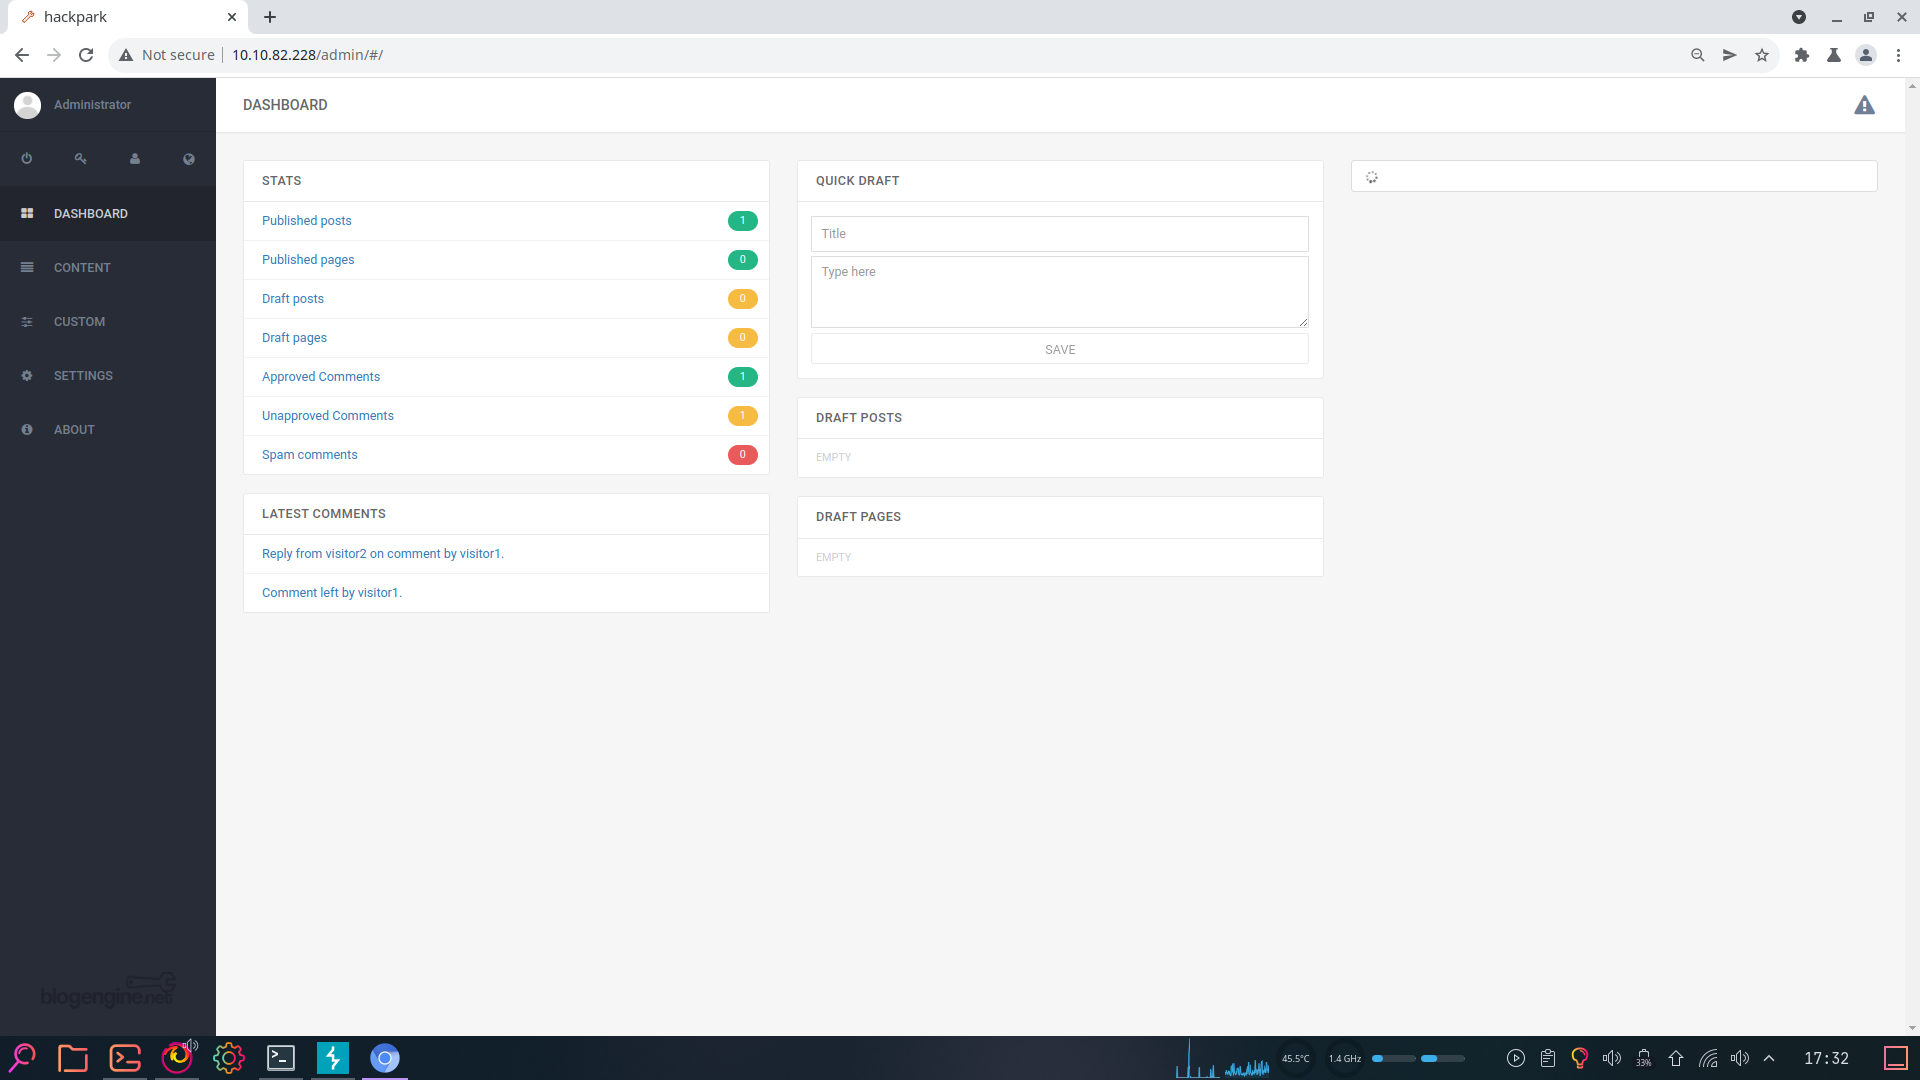 hackpark
Not secure
10.10.82.228/admin/#/
Administrator
DASHBOARD
CONTENT
CUSTOM
SETTINGS
ABOUT
blogengine.net
DASHBOARD
STATS
Published posts 1
Published pages 0
Draft posts 0
Draft pages 0
Approved Comments 1
Unapproved Comments 1
Spam comments 0
LATEST COMMENTS
Reply from visitor2 on comment by visitor1.
Comment left by visitor1.
QUICK DRAFT
Title
Type here
SAVE
DRAFT POSTS
EMPTY
DRAFT PAGES
EMPTY
45.5°C
1.4 GHz
33%
17:32